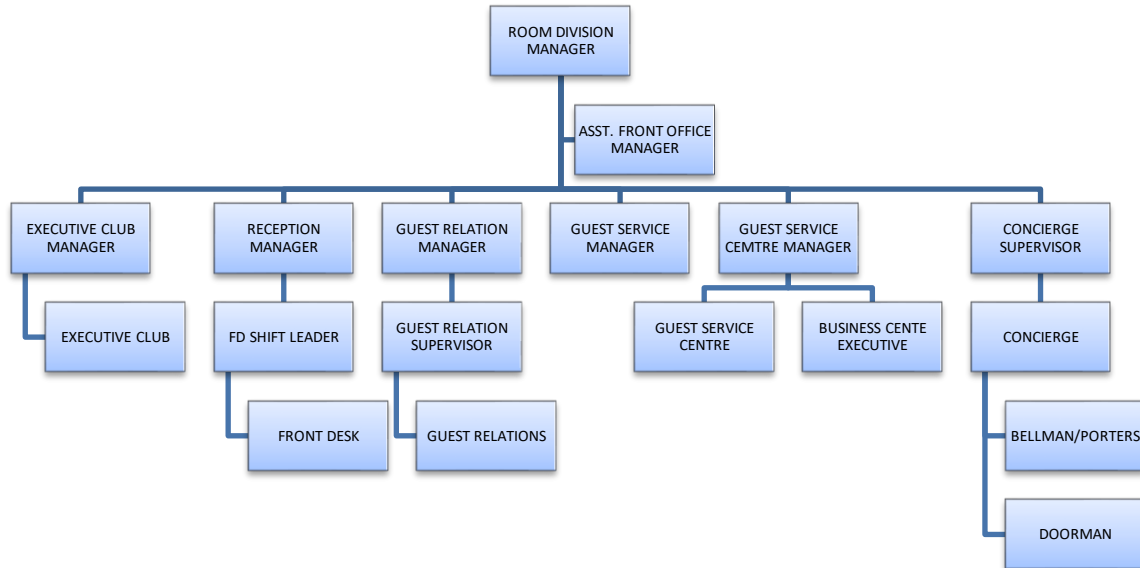 ROOM DIVISION
MANAGER
ASST. FRONT OFFICE
MANAGER
EXECUTIVE CLUB
MANAGER
RECEPTION
MANAGER
GUEST RELATION
MANAGER
GUEST SERVICE
MANAGER
GUEST SERVICE
CEMTRE MANAGER
CONCIERGE
SUPERVISOR
EXECUTIVE CLUB
FD SHIFT LEADER
GUEST RELATION
SUPERVISOR
GUEST SERVICE
CENTRE
BUSINESS CENTE
EXECUTIVE
CONCIERGE
FRONT DESK
GUEST RELATIONS
BELLMAN/PORTERS
DOORMAN